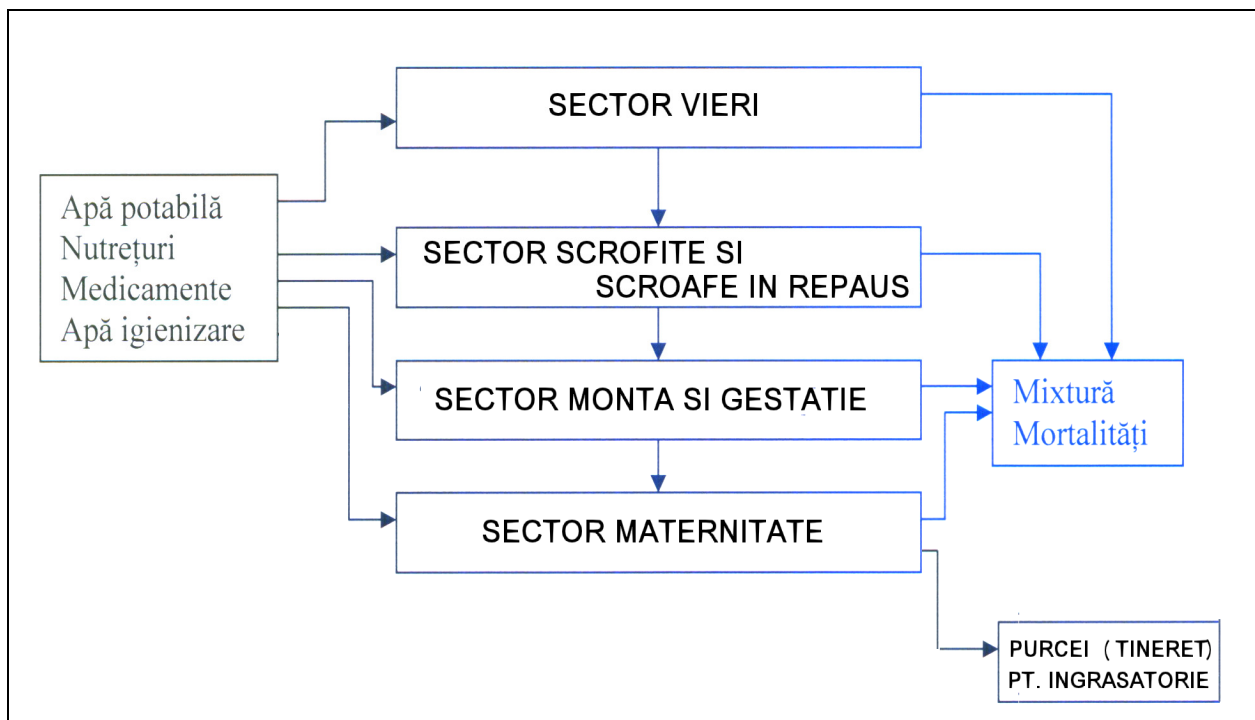 SECTOR VIERI
Apă potabilă
Nutrețuri
Medicamente
Apă igienizare
SECTOR SCROFITE SI
SCROAFE IN REPAUS
SECTOR MONTA SI GESTATIE
Mixtură
Mortalități
SECTOR MATERNITATE
PURCEI ( TINERET)
PT. INGRASATORIE